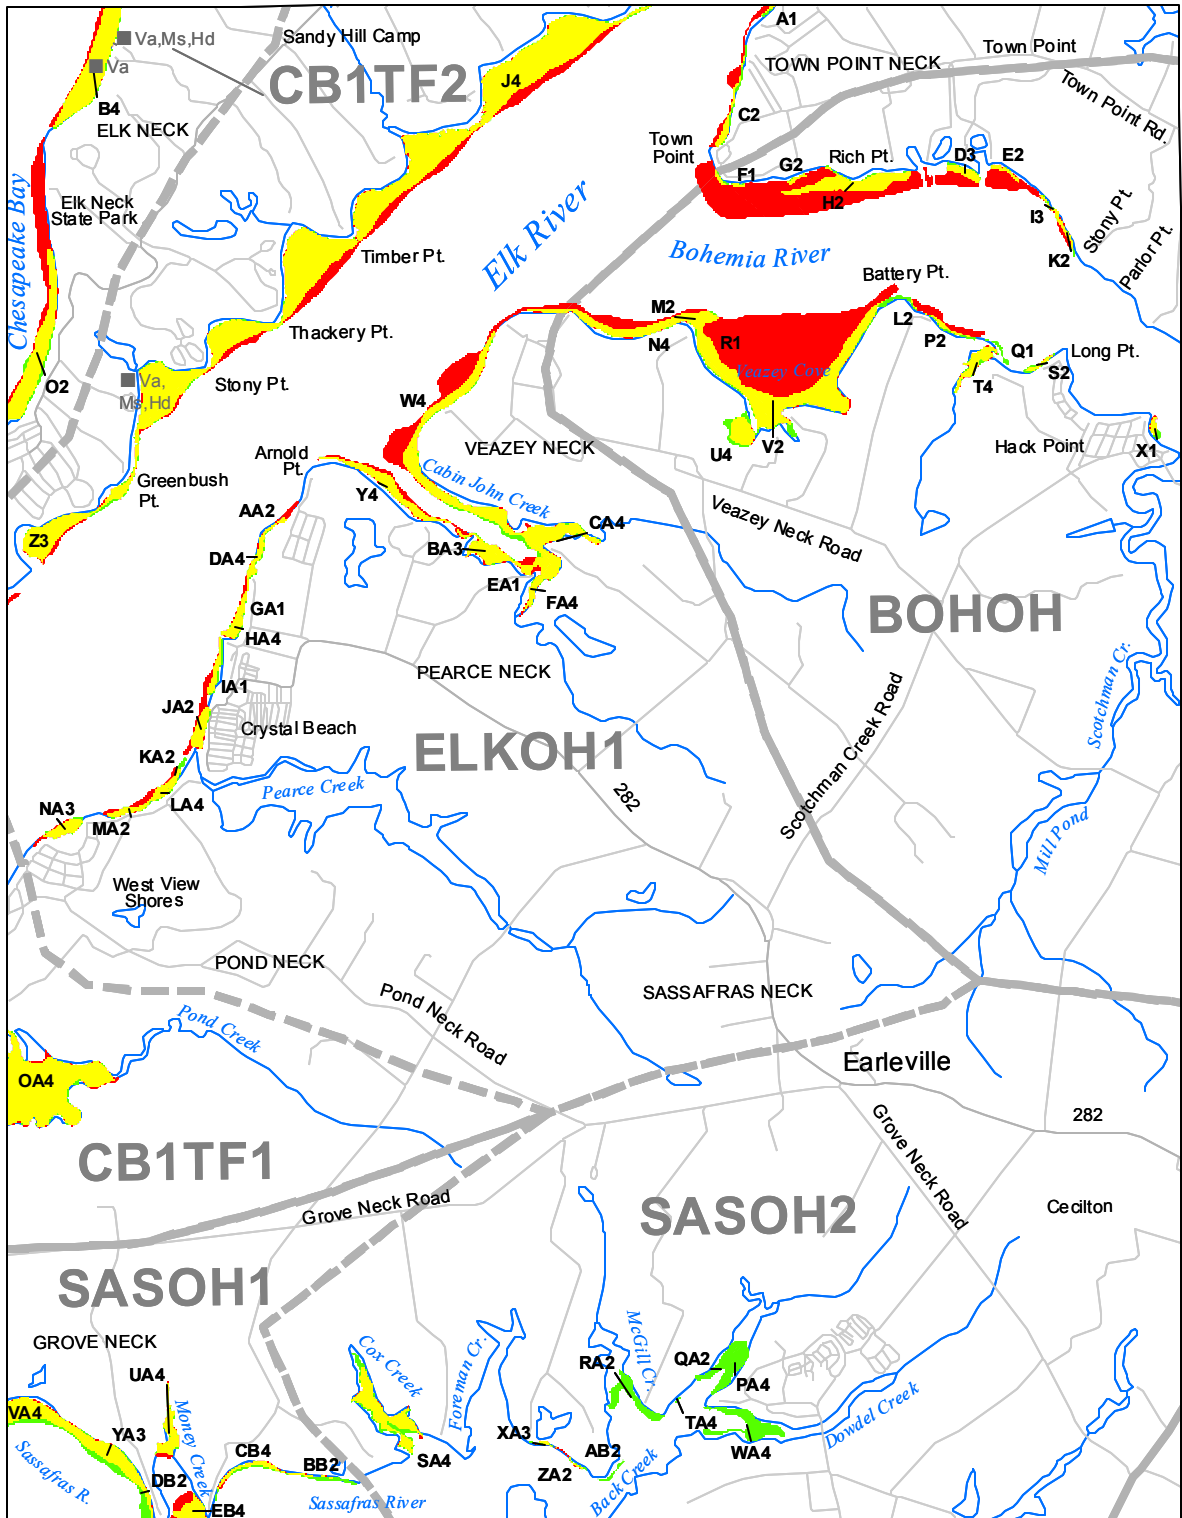 A1
Va,Ms,Hd
Sandy Hill Camp
Town Point
TOWN POINT NECK
Va
CB1TF2
J4
Town Point Rd.
B4
ELK NECK
C2
Town
Point
Rich Pt.
D3
E2
G2
F1
Chesapeake Bay
Elk Neck
State Park
H2
I3
Stony Pt.
Elk River
Timber Pt.
Bohemia River
K2
Parlor Pt.
Battery Pt.
Thackery Pt.
M2
L2
N4
R1
P2
Q1
Long Pt.
O2
Va,
Ms,Hd
Stony Pt.
Veazey Cove
S2
T4
W4
VEAZEY NECK
U4
V2
Hack Point
X1
Arnold
Pt.
Cabin John Creek
Greenbush
Pt.
Y4
AA2
Veazey Neck Road
CA4
Z3
DA4
BA3
EA1
FA4
GA1
HA4
BOHOH
PEARCE NECK
IA1
JA2
Crystal Beach
Scotchman Cr.
Scotchman Creek Road
KA2
ELKOH1
Pearce Creek
282
NA3
MA2
LA4
Mill Pond
West View
Shores
POND NECK
SASSAFRAS NECK
Pond Neck Road
Pond Creek
Earleville
OA4
282
CB1TF1
Grove Neck Road
Grove Neck Road
SASOH2
Cecilton
SASOH1
GROVE NECK
Cox Creek
Foreman Cr.
McGill Cr.
UA4
RA2
QA2
PA4
VA4
YA3
Money Creek
TA4
WA4
Dowdel Creek
XA3
Sassafras R.
DB2
CB4
BB2
SA4
ZA2
AB2
Back Creek
EB4
Sassafras River